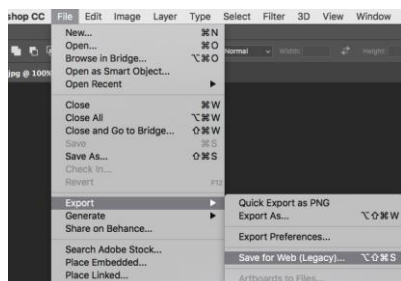 shop CC File Edit Image Layer Type Select Filter 3D View Window
New... ⌘N
Open... ⌘O
Normal Width: Height:
Browse in Bridge... ⌥⌘O
Open as Smart Object...
jpg @ 100%
Open Recent ▶
Close ⌘W
Close All ⌥⌘W
Close and Go to Bridge... ⇧⌘W
Save ⌘S
Save As... ⇧⌘S
Check In...
Revert F12
Export ▶ Quick Export as PNG
Generate ▶ Export As... ⌥⇧⌘W
Share on Behance...
Export Preferences...
Search Adobe Stock... Save for Web (Legacy)... ⌥⇧⌘S
Place Embedded...
Place Linked... Artboards to Files...